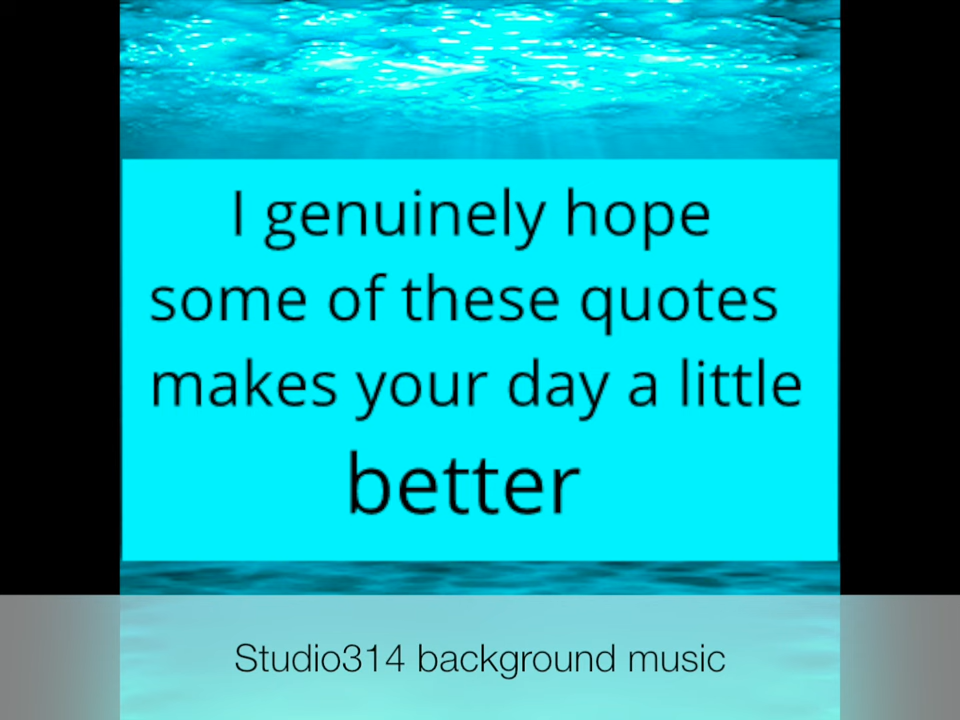 I genuinely hope
some of these quotes
makes your day a little
better
Studio314 background music